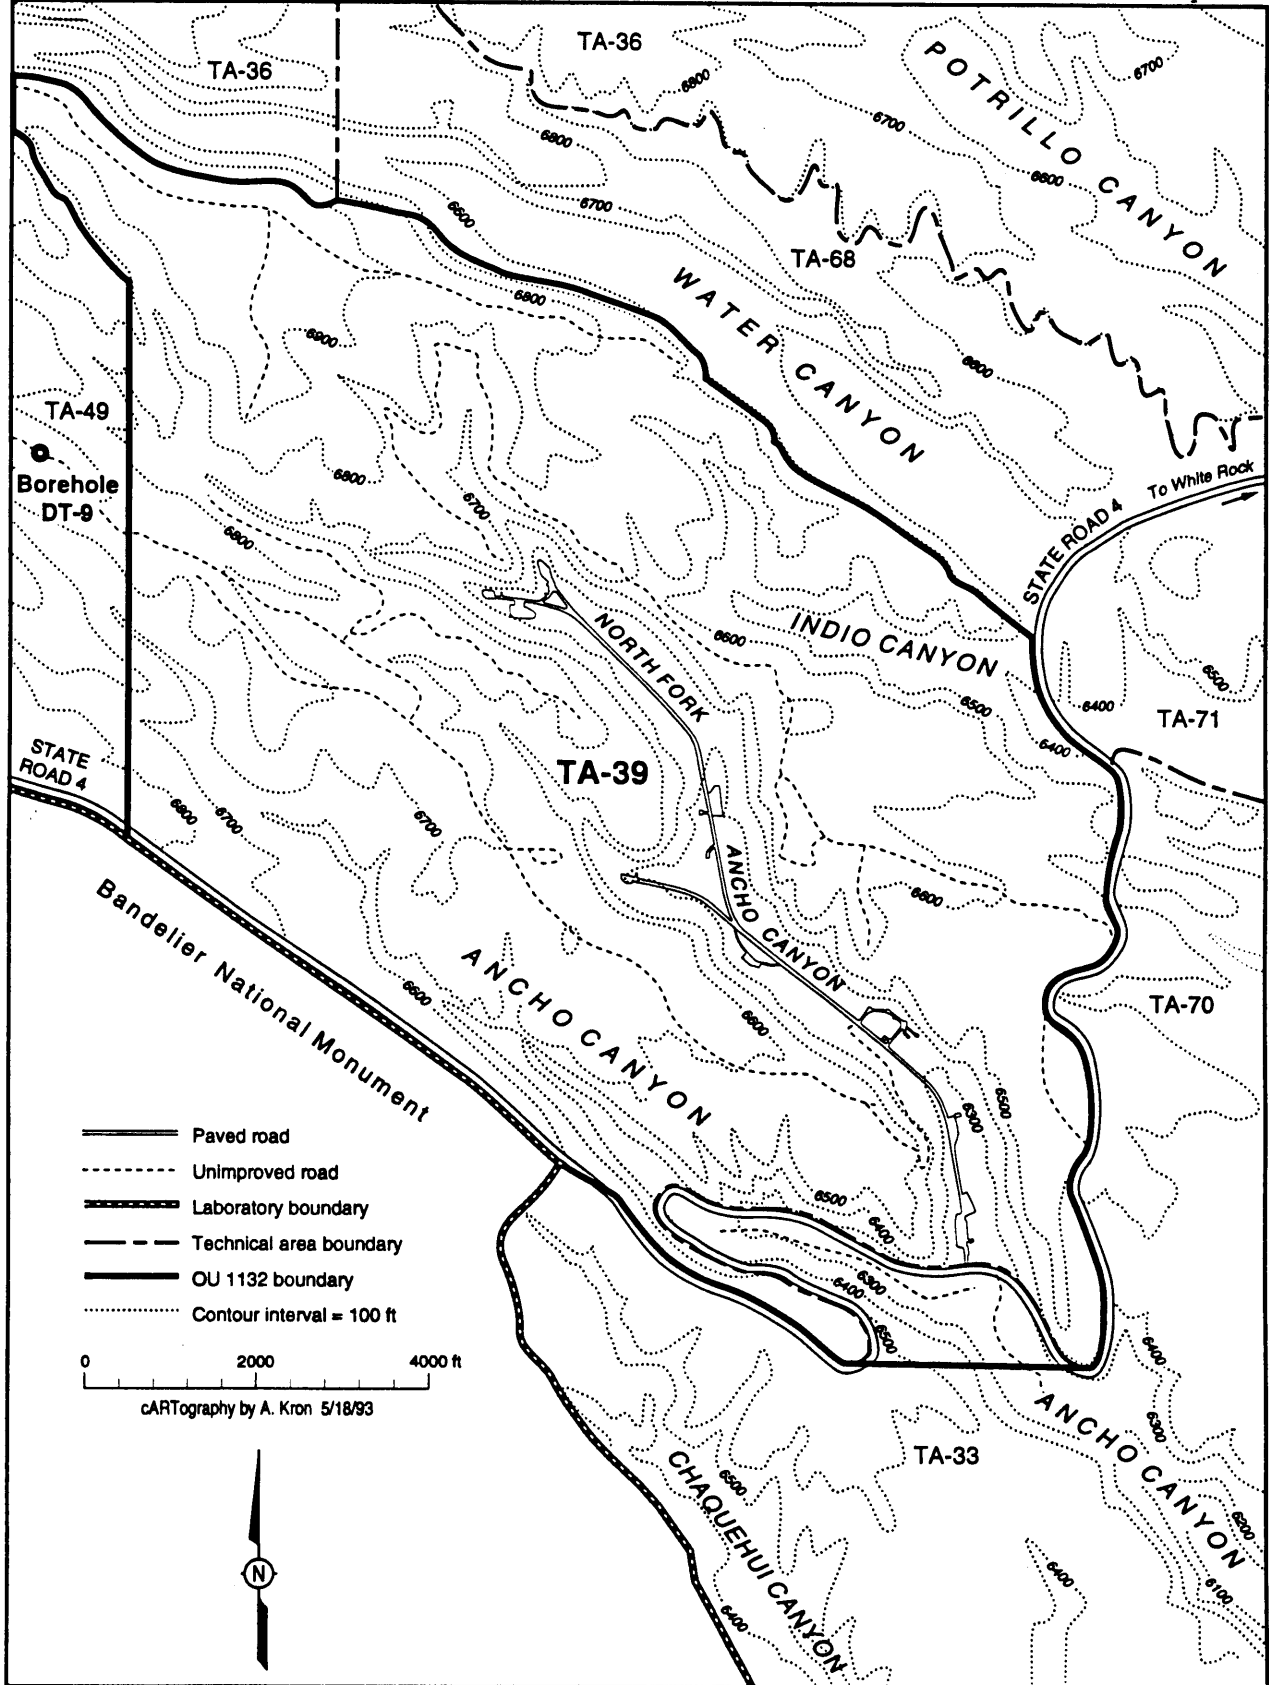 TA-36
TA-36
6800
POTRILLO CANYON
6700
6700
6800
6600
6700
6600
TA-68
WATER CANYON
6800
6900
6600
TA-49
Borehole
DT-9
6800
6700
6800
To White Rock
STATE ROAD 4
NORTH FORK
6600
INDIO CANYON
6500
6500
6400
TA-71
6400
STATE
ROAD 4
TA-39
6800
6700
6700
ANCHO CANYON
6600
Bandelier National Monument
ANCHO CANYON
6600
6600
TA-70
6500
6300
Paved road
Unimproved road
Laboratory boundary
Technical area boundary
OU 1132 boundary
Contour interval = 100 ft
6500
6400
6300
6400
6500
0 2000 4000 ft
cARTography by A. Kron 5/18/93
6400
6300
ANCHO CANYON
TA-33
6500
CHAQUEHUI CANYON
6200
6100
6400
6400
N